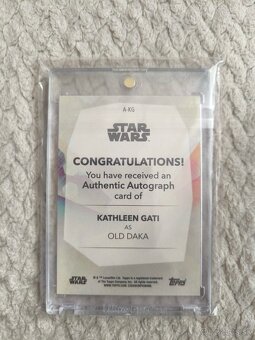 A-KG
STAR
WARS
CONGRATULATIONS!
You have received an
Authentic Autograph
card of
KATHLEEN GATI
AS
OLD DAKA
STAR
WARS
Topps